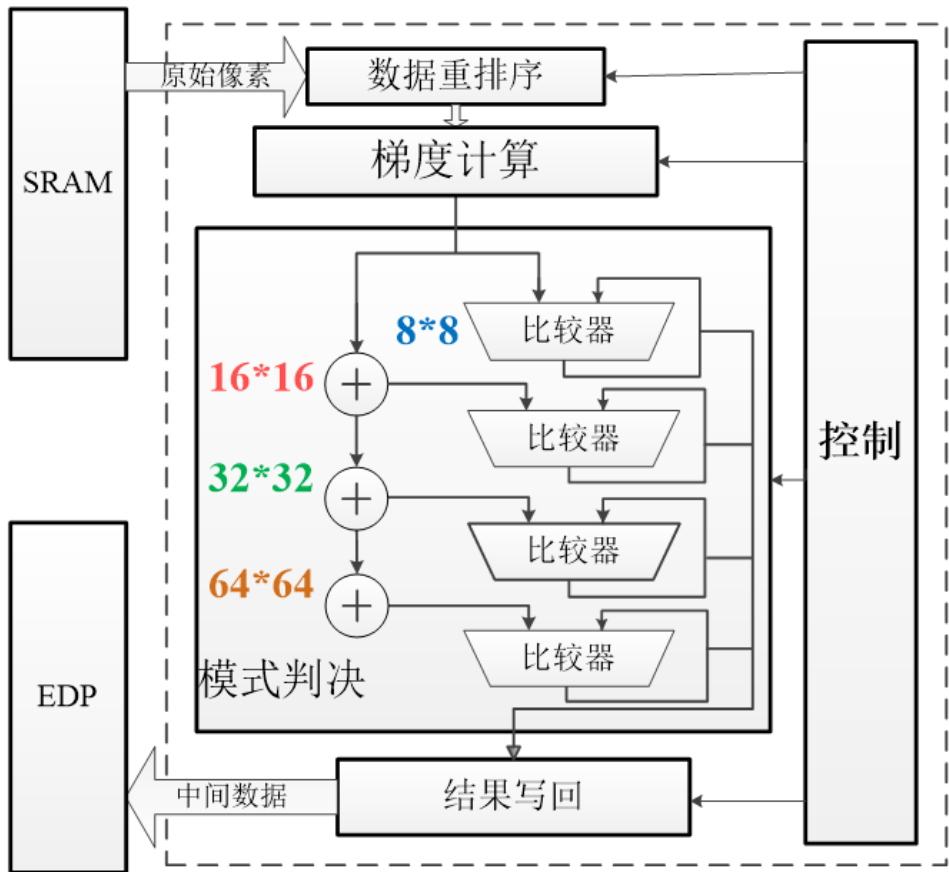 SRAM
原始像素
数据重排序
梯度计算
8*8
比较器
16*16
比较器
32*32
比较器
64*64
比较器
模式判决
控制
EDP
中间数据
结果写回